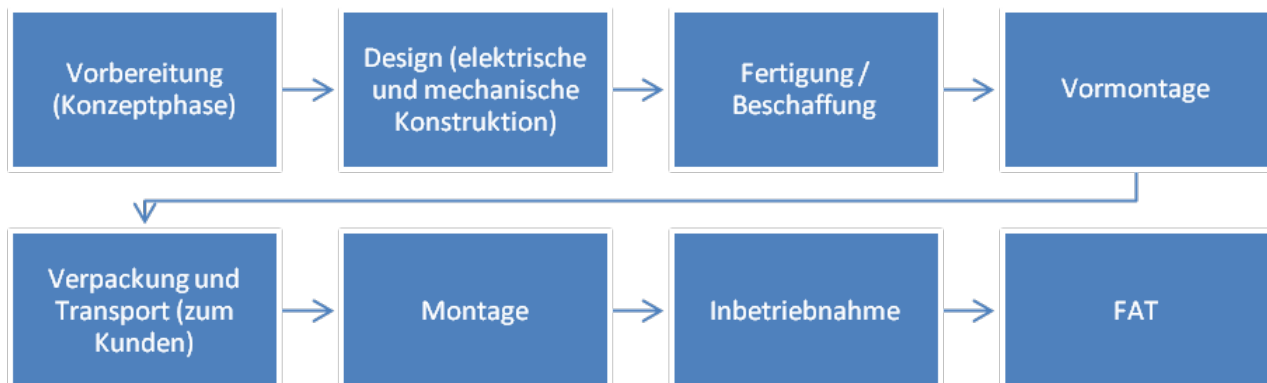 Vorbereitung
(Konzeptphase)
Design (elektrische
und mechanische
Konstruktion)
Fertigung /
Beschaffung
Vormontage
Verpackung und
Transport (zum
Kunden)
Montage
Inbetriebnahme
FAT